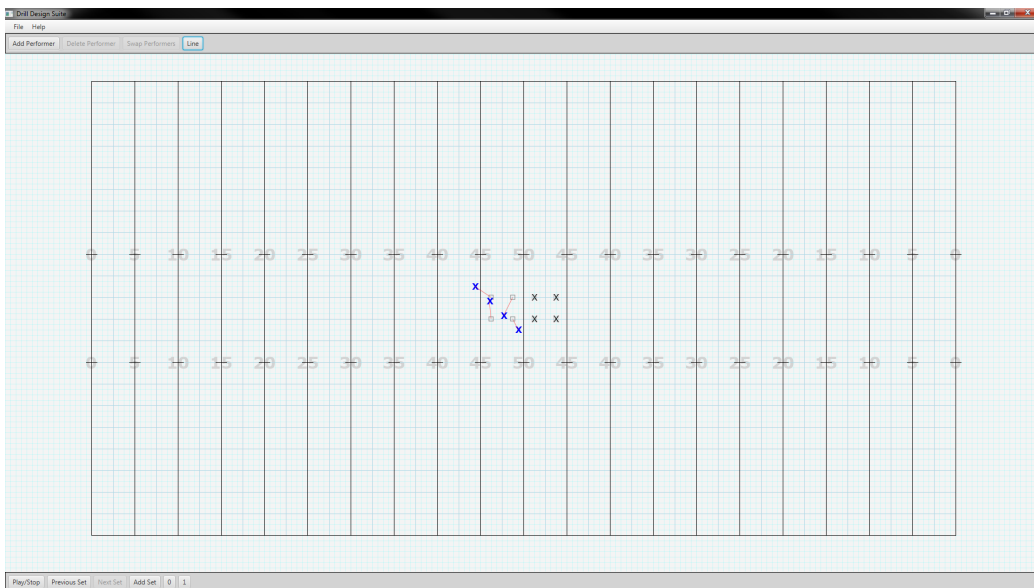 Drill Design Suite
File Help
Add Performer Delete Performer Swap Performers Line
0 5 10 15 20 25 30 35 40 45 50 45 40 35 30 25 20 15 10 5 0
X
X X X
X X X
X
0 5 10 15 20 25 30 35 40 45 50 45 40 35 30 25 20 15 10 5 0
Play/Stop Previous Set Next Set Add Set 0 1